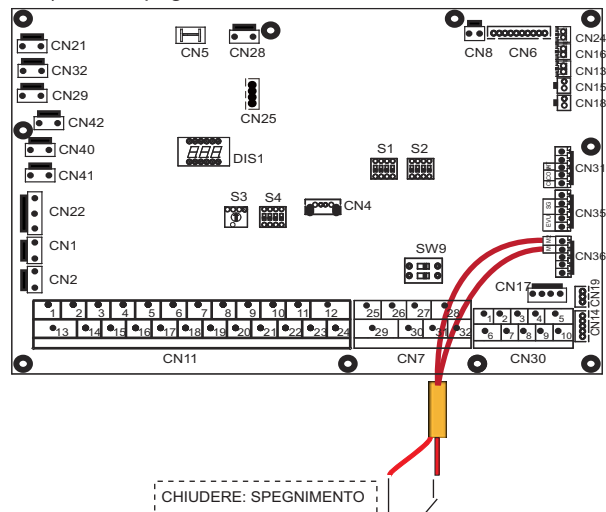 CN21
CN5
CN28
CN8
CN6
CN24
CN16
CN13
CN15
CN18
CN32
CN29
CN42
CN40
CN41
CN25
DIS1
S1
S2
S3
S4
CN4
CN31
CN35
SG
EVU
M1 M2
CN36
CN22
CN1
CN2
SW9
CN17
CN19
CN14
1 2 3 4 5 6 7 8 9 10 11 12
13 14 15 16 17 18 19 20 21 22 23 24
CN11
25 26 27 28
29 30 31 32
CN7
1 2 3 4 5
6 7 8 9 10
CN30
CHIUDERE: SPEGNIMENTO